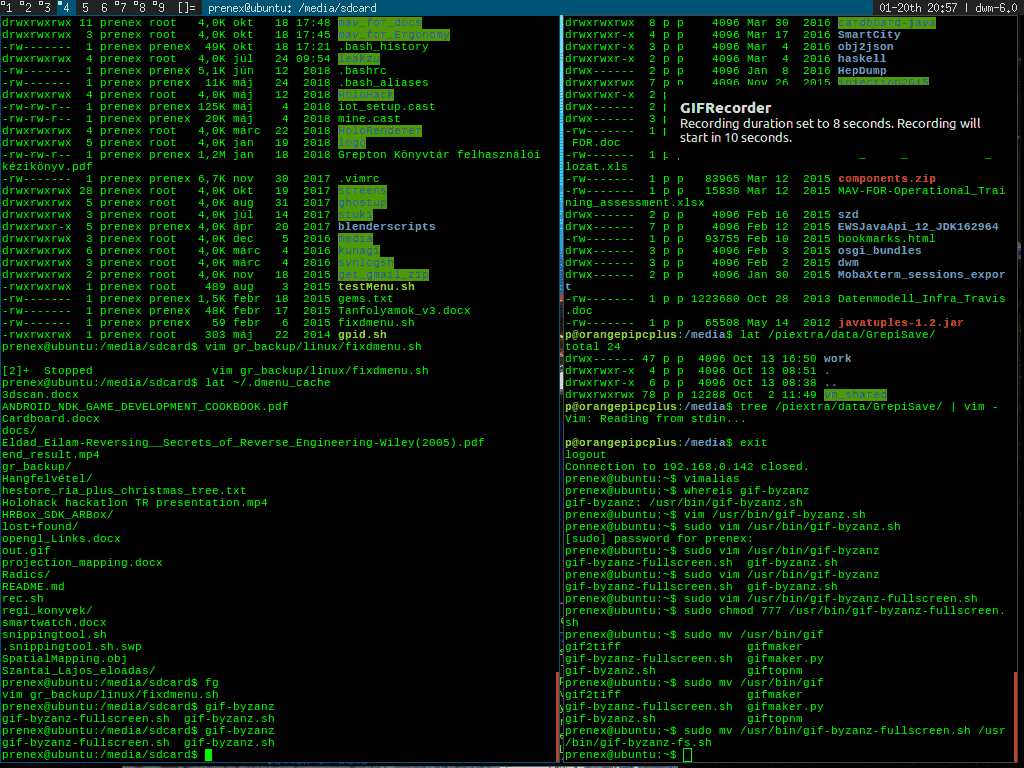 1 2 3 4 5 6 7 8 9 []= prenex@ubuntu: /media/sdcard 01-20th 20:57 | dwm-6.0
drwxrwxrwx 11 prenex root 4,0K okt 18 17:48 mav_for_docs
drwxrwxrwx 3 prenex root 4,0K okt 18 17:45 mav_for_Ergonomy
-rw------- 1 prenex prenex 49K okt 18 17:21 .bash_history
drwxrwxrwx 4 prenex root 4,0K júl 24 09:54 leakzu
-rw------- 1 prenex prenex 5,1K jún 12 2018 .bashrc
-rw------- 1 prenex prenex 11K máj 24 2018 .bash_aliases
drwxrwxrwx 4 prenex root 4,0K máj 12 2018 HoloHack
-rw-rw-r-- 1 prenex prenex 125K máj 4 2018 iot_setup.cast
-rw------- 1 prenex prenex 20K máj 4 2018 mine.cast
drwxrwxrwx 4 prenex root 4,0K márc 22 2018 HoloRenderer
drwxrwxrwx 5 prenex root 4,0K jan 19 2018 logo
-rw-rw-r-- 1 prenex prenex 1,2M jan 18 2018 Grepton Könyvtár felhasználói
kézikönyv.pdf
-rw------- 1 prenex prenex 6,7K nov 30 2017 .vimrc
drwxrwxrwx 28 prenex root 4,0K okt 19 2017 screens
drwxrwxrwx 5 prenex root 4,0K aug 31 2017 ghostup
drwxrwxrwx 3 prenex root 4,0K júl 14 2017 stuki
drwxrwxr-x 5 prenex root 4,0K ápr 20 2017 blenderscripts
drwxrwxrwx 3 prenex root 4,0K dec 5 2016 media
drwxrwxrwx 6 prenex root 4,0K márc 4 2016 kunagi
drwxrwxrwx 3 prenex root 4,0K márc 4 2016 svnlogsh
drwxrwxrwx 2 prenex root 4,0K nov 18 2015 get_gmail_zip
-rwxrwxrwx 1 prenex root 489 aug 3 2015 testMenu.sh
-rw------- 1 prenex prenex 1,5K febr 18 2015 gems.txt
-rw------- 1 prenex prenex 48K febr 17 2015 Tanfolyamok_v3.docx
-rw------- 1 prenex prenex 59 febr 6 2015 fixdmenu.sh
-rwxrwxrwx 1 prenex root 303 máj 22 2014 gpid.sh
prenex@ubuntu:/media/sdcard$ vim gr_backup/linux/fixdmenu.sh
[2]+ Stopped vim gr_backup/linux/fixdmenu.sh
prenex@ubuntu:/media/sdcard$ lat ~/.dmenu_cache
3dscan.docx
ANDROID_NDK_GAME_DEVELOPMENT_COOKBOOK.pdf
Cardboard.docx
docs/
Eldad_Eilam-Reversing__Secrets_of_Reverse_Engineering-Wiley(2005).pdf
end_result.mp4
gr_backup/
Hangfelvétel/
hestore_ria_plus_christmas_tree.txt
Holohack hackatlon TR presentation.mp4
HRBox_SDK_ARBox/
lost+found/
opengl_Links.docx
out.gif
projection_mapping.docx
Radics/
README.md
rec.sh
regi_konyvek/
smartwatch.docx
snippingtool.sh
.snippingtool.sh.swp
SpatialMapping.obj
Szantai_Lajos_eloadas/
prenex@ubuntu:/media/sdcard$ fg
vim gr_backup/linux/fixdmenu.sh
prenex@ubuntu:/media/sdcard$ gif-byzanz
gif-byzanz-fullscreen.sh gif-byzanz.sh
prenex@ubuntu:/media/sdcard$ gif-byzanz
gif-byzanz-fullscreen.sh gif-byzanz.sh
prenex@ubuntu:/media/sdcard$
drwxrwxrwx 8 p p 4096 Mar 30 2016 cardboard-java
drwxrwxr-x 4 p p 4096 Mar 17 2016 SmartCity
drwxrwxr-x 3 p p 4096 Mar 4 2016 obj2json
drwxrwxr-x 4 p p 4096 Mar 4 2016 haskell
drwx------ 2 p p 4096 Jan 8 2016 HepDump
drwxrwxrwx 7 p p 4096 Nov 26 2015
drwxrwxr-x 2
drwx------ 2
drwx------ 3
-rw------- 1
FOR.doc
-rw------- 1
lozat.xls
GIFRecorder
Recording duration set to 8 seconds. Recording will
start in 10 seconds.
-rw------- 1 p p 83965 Mar 12 2015 components.zip
-rw------- 1 p p 15830 Mar 12 2015 MAV-FOR-Operational_Trai
ning_assessment.xlsx
drwx------ 2 p p 4096 Feb 16 2015 szd
drwx------ 7 p p 4096 Feb 12 2015 EWSJavaApi_12_JDK162964
-rw------- 1 p p 93755 Feb 10 2015 bookmarks.html
drwx------ 3 p p 4096 Feb 3 2015 osgi_bundles
drwx------ 3 p p 4096 Feb 2 2015 dwm
drwx------ 2 p p 4096 Jan 30 2015 MobaXterm_sessions_expor
t
-rw------- 1 p p 1223680 Oct 28 2013 Datenmodell_Infra_Travis
.doc
-rw------- 1 p p 65508 May 14 2012 javatuples-1.2.jar
p@orangepipcplus:/media$ lat /piextra/data/GrepiSave/
total 24
drwx------ 47 p p 4096 Oct 13 16:50 work
drwxrwxr-x 4 p p 4096 Oct 13 08:51 .
drwxrwxr-x 6 p p 4096 Oct 13 08:38 ..
drwxrwxrwx 78 p p 12288 Oct 2 11:49 vm_shared
p@orangepipcplus:/media$ tree /piextra/data/GrepiSave/ | vim -
Vim: Reading from stdin...
p@orangepipcplus:/media$ exit
logout
Connection to 192.168.0.142 closed.
prenex@ubuntu:~$ vimalias
prenex@ubuntu:~$ whereis gif-byzanz
gif-byzanz: /usr/bin/gif-byzanz.sh
prenex@ubuntu:~$ vim /usr/bin/gif-byzanz.sh
prenex@ubuntu:~$ sudo vim /usr/bin/gif-byzanz.sh
[sudo] password for prenex:
prenex@ubuntu:~$ sudo vim /usr/bin/gif-byzanz
gif-byzanz-fullscreen.sh gif-byzanz.sh
prenex@ubuntu:~$ sudo vim /usr/bin/gif-byzanz
gif-byzanz-fullscreen.sh gif-byzanz.sh
prenex@ubuntu:~$ sudo vim /usr/bin/gif-byzanz-fullscreen.sh
prenex@ubuntu:~$ sudo chmod 777 /usr/bin/gif-byzanz-fullscreen.
sh
prenex@ubuntu:~$ sudo mv /usr/bin/gif
gif2tiff gifmaker
gif-byzanz-fullscreen.sh gifmaker.py
gif-byzanz.sh giftopnm
prenex@ubuntu:~$ sudo mv /usr/bin/gif
gif2tiff gifmaker
gif-byzanz-fullscreen.sh gifmaker.py
gif-byzanz.sh giftopnm
prenex@ubuntu:~$ sudo mv /usr/bin/gif-byzanz-fullscreen.sh /usr
/bin/gif-byzanz-fs.sh
prenex@ubuntu:~$